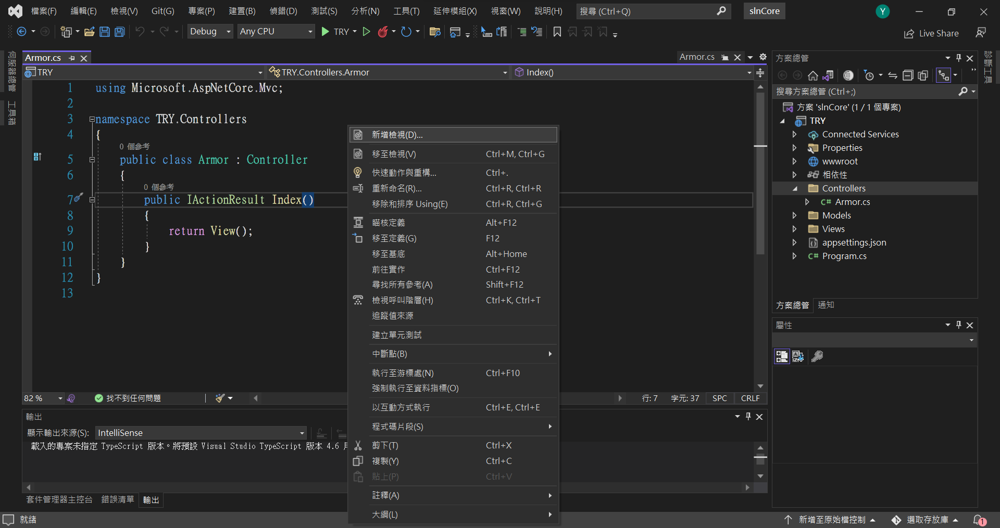 檔案(F) 編輯(E) 檢視(V) Git(G) 專案(P) 建置(B) 偵錯(D) 測試(S) 分析(N) 工具(T) 延伸模組(X) 視窗(W) 說明(H) 搜尋 (Ctrl+Q) slnCore Y
Debug Any CPU TRY Live Share
伺服器總管
工具箱
Armor.cs Armor.cs
TRY TRY.Controllers.Armor Index()
1 using Microsoft.AspNetCore.Mvc;
2
3 namespace TRY.Controllers
4 {
0 個參考
5 public class Armor : Controller
6 {
0 個參考
7 public IActionResult Index()
8 {
9 return View();
10 }
11 }
12 }
13
新增檢視(D)...
移至檢視(V) Ctrl+M, Ctrl+G
快速動作與重構... Ctrl+.
重新命名(R)... Ctrl+R, Ctrl+R
移除和排序 Using(E) Ctrl+R, Ctrl+G
瞄核定義 Alt+F12
移至定義(G) F12
移至基底 Alt+Home
前往實作 Ctrl+F12
尋找所有參考(A) Shift+F12
檢視呼叫階層(H) Ctrl+K, Ctrl+T
追蹤值來源
建立單元測試
中斷點(B)
執行至游標處(N) Ctrl+F10
強制執行至資料指標(O)
以互動方式執行 Ctrl+E, Ctrl+E
程式碼片段(S)
剪下(T) Ctrl+X
複製(Y) Ctrl+C
貼上(P) Ctrl+V
註釋(A)
大綱(L)
82 % 找不到任何問題 行: 7 字元: 37 SPC CRLF
輸出
顯示輸出來源(S): IntelliSense
載入的專案未指定 TypeScript 版本。將預設 Visual Studio TypeScript 版本 4.6 月
套件管理器主控台 錯誤清單 輸出
方案總管
搜尋方案總管 (Ctrl+;)
方案 'slnCore' (1 / 1 個專案)
TRY
Connected Services
Properties
wwwroot
相依性
Controllers
C# Armor.cs
Models
Views
appsettings.json
C# Program.cs
方案總管 通知
屬性
診斷工具
就緒 新增至原始檔控制 選取存放庫 1